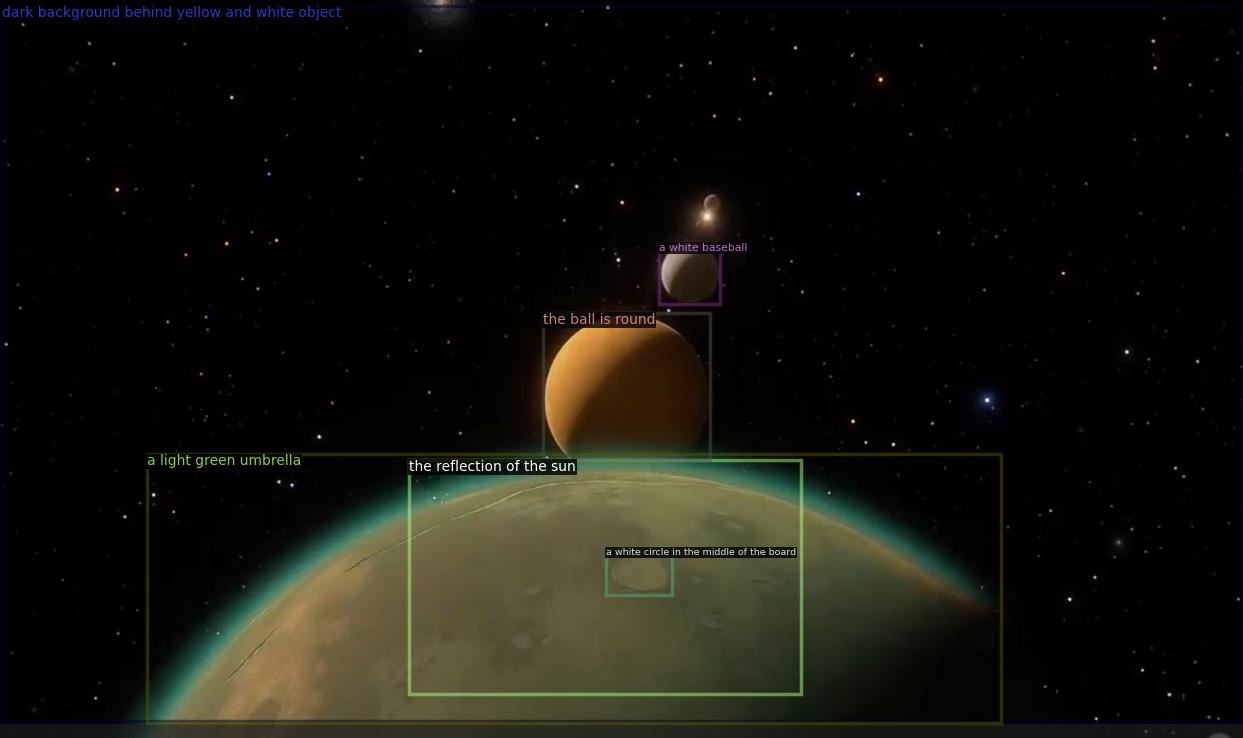 dark background behind yellow and white object
a white baseball
the ball is round
a light green umbrella
the reflection of the sun
a white circle in the middle of the board